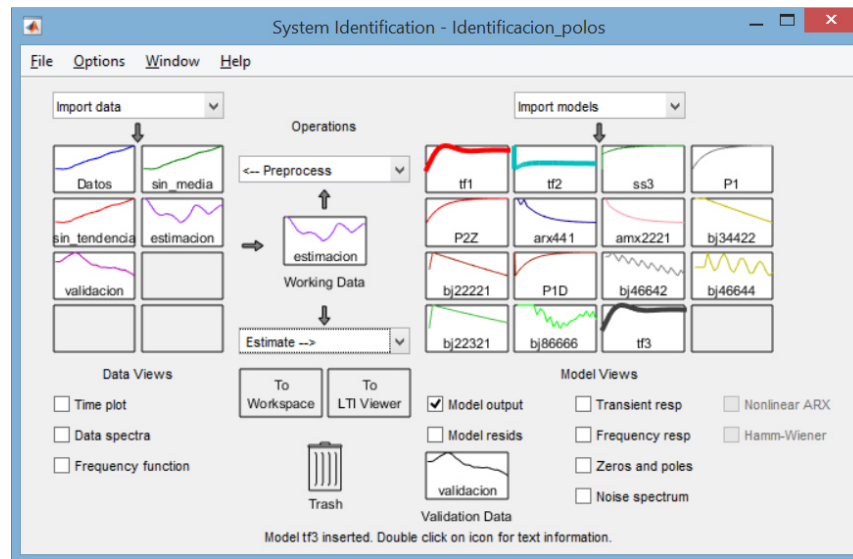 System Identification - Identificacion_polos
File Options Window Help
Import data
Operations
Import models
<-- Preprocess
Datos sin_media
tf1 tf2 ss3 P1
sin_tendencia estimacion
estimacion
P2Z arx441 amx2221 bj34422
Working Data
validacion
bj22221 P1D bj46642 bj46644
Estimate -->
bj22321 bj86666 tf3
Data Views
To Workspace
To LTI Viewer
Model Views
Time plot
Model output
Transient resp
Nonlinear ARX
Data spectra
Model resids
Frequency resp
Hamm-Wiener
Frequency function
Zeros and poles
validacion
Noise spectrum
Trash
Validation Data
Model tf3 inserted. Double click on icon for text information.